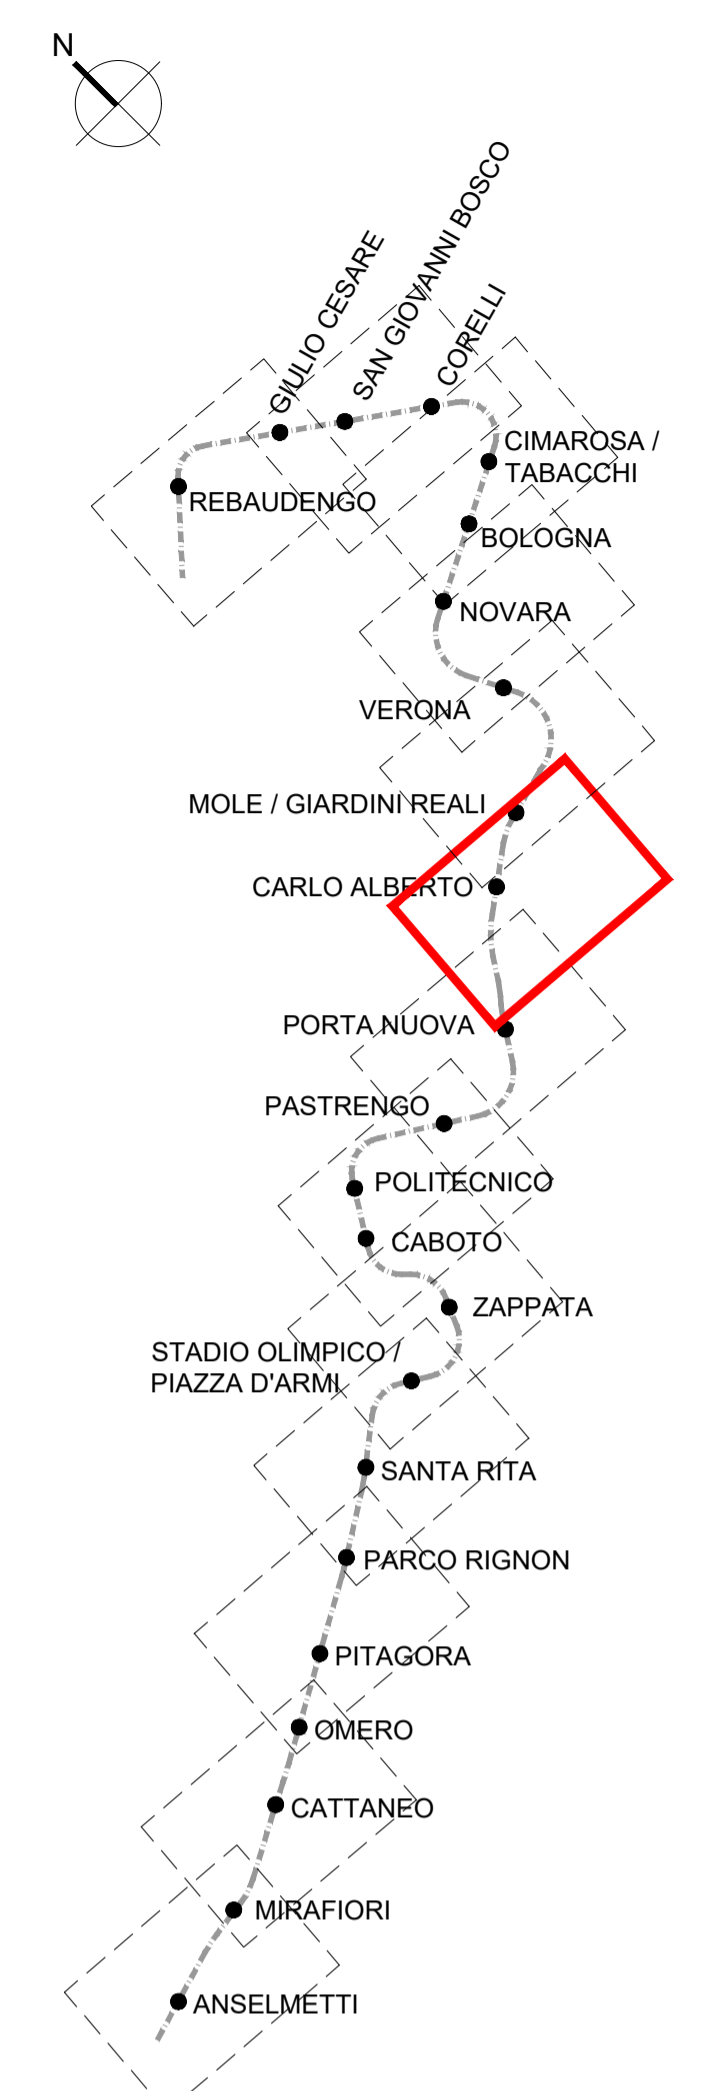 N
GIULIO CESARE
SAN GIOVANNI BOSCO
CORELLI
CIMAROSA /
TABACCHI
REBAUDENGO
BOLOGNA
NOVARA
VERONA
MOLE / GIARDINI REALI
CARLO ALBERTO
PORTA NUOVA
PASTRENGO
POLITECNICO
CABOTO
ZAPPATA
STADIO OLIMPICO /
PIAZZA D'ARMI
SANTA RITA
PARCO RIGNON
PITAGORA
OMERO
CATTANEO
MIRAFIORI
ANSELMETTI